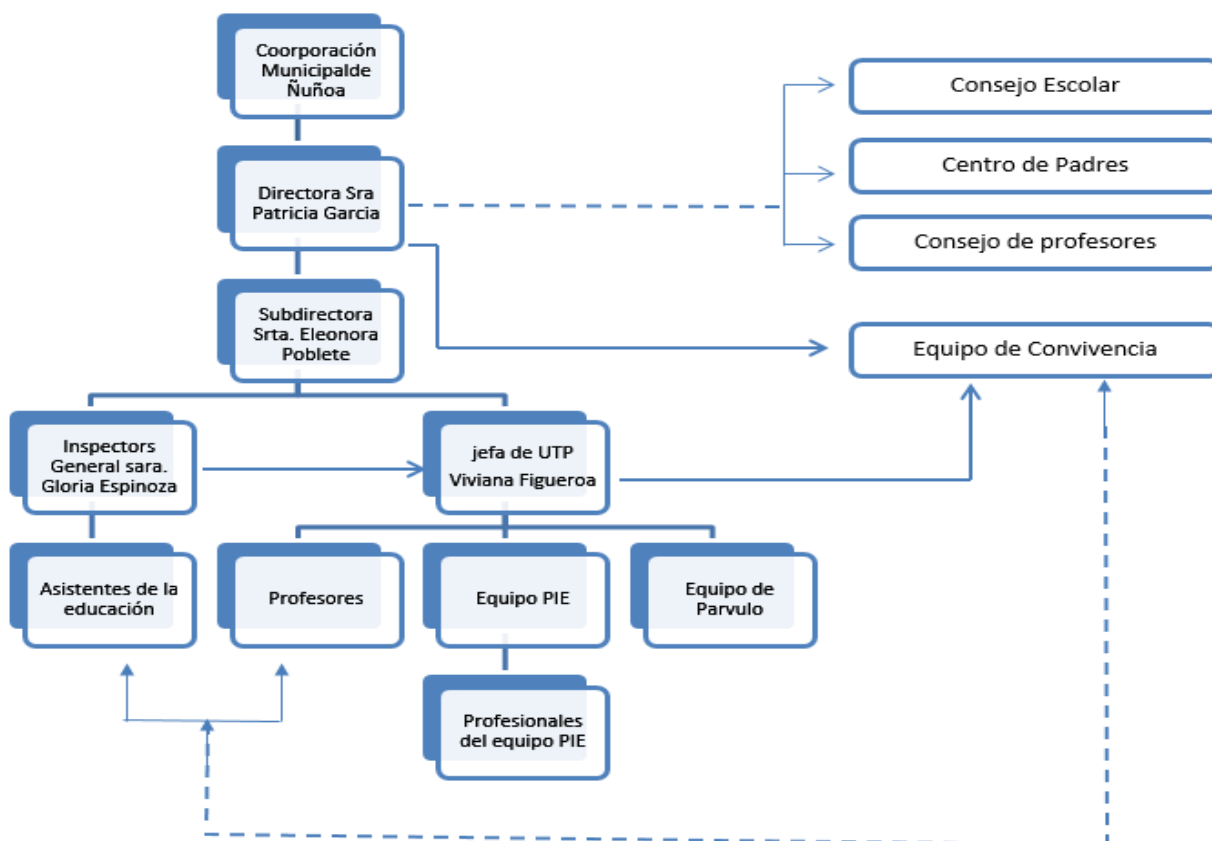 Coorporación
Municipalde
Ñuñoa
Consejo Escolar
Centro de Padres
Directora Sra
Patricia Garcia
Consejo de profesores
Subdirectora
Srta. Eleonora
Poblete
Equipo de Convivencia
Inspectors
General sara.
Gloria Espinoza
jefa de UTP
Viviana Figueroa
Asistentes de la
educación
Profesores
Equipo PIE
Equipo de
Parvulo
Profesionales
del equipo PIE